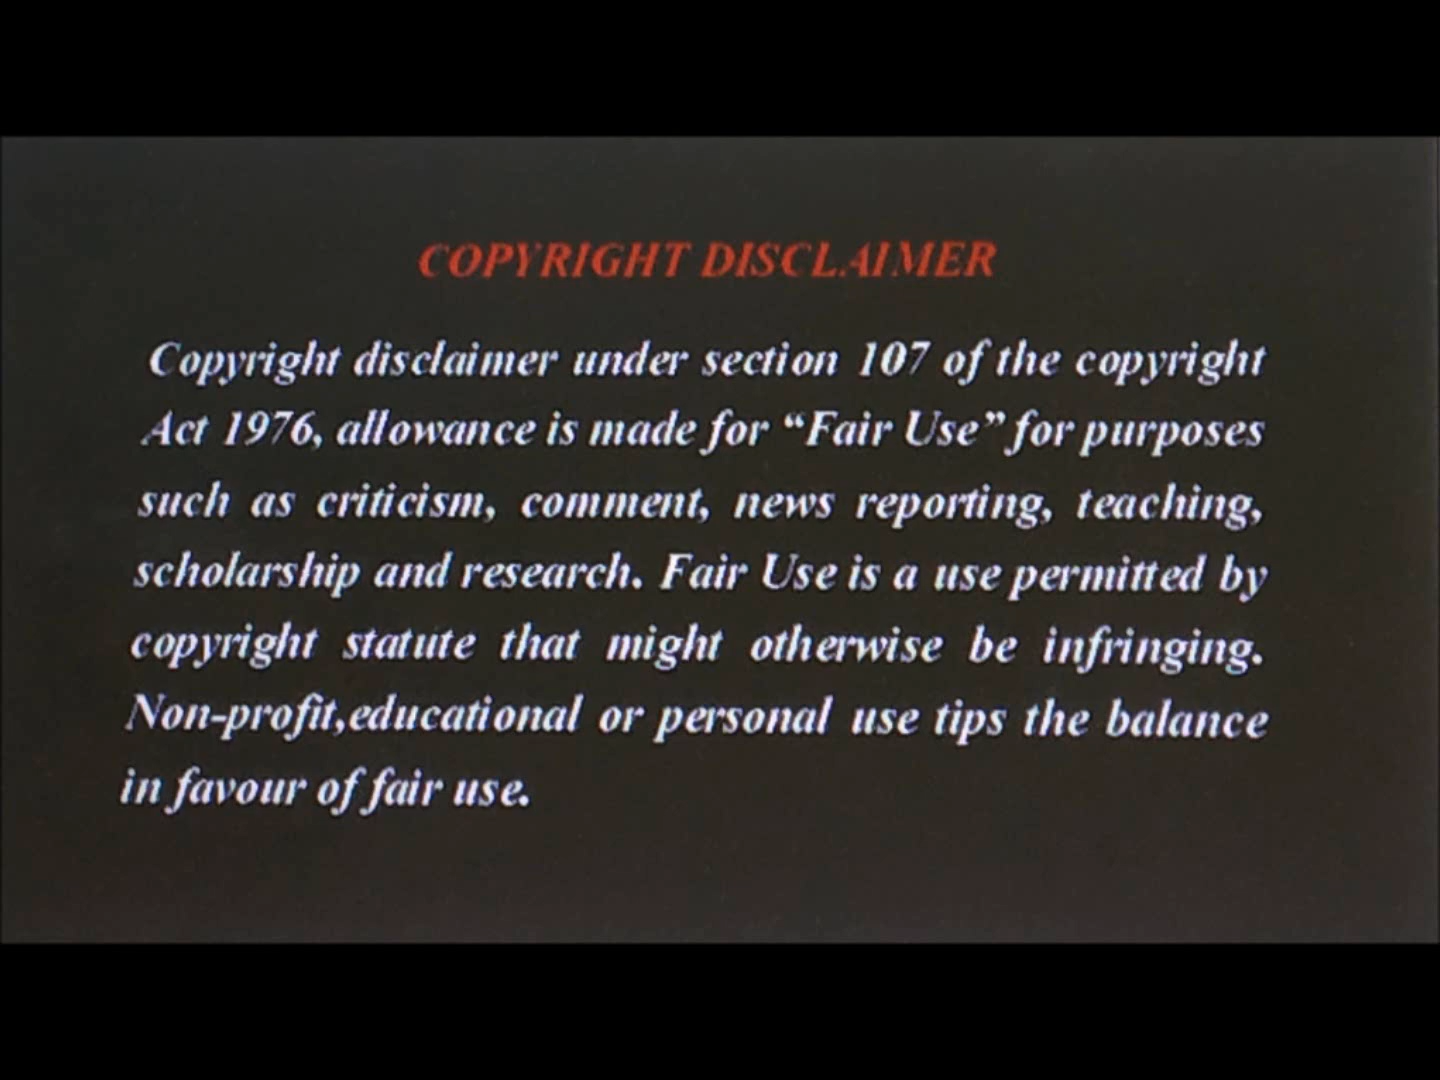 COPYRIGHT DISCLAIMER
Copyright disclaimer under section 107 of the copyright
Act 1976, allowance is made for “Fair Use” for purposes
such as criticism, comment, news reporting, teaching,
scholarship and research. Fair Use is a use permitted by
copyright statute that might otherwise be infringing.
Non-profit,educational or personal use tips the balance
in favour of fair use.